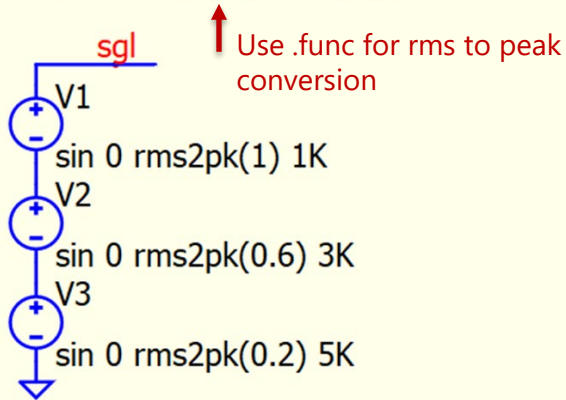 sgl
Use .func for rms to peak
conversion
V1
sin 0 rms2pk(1) 1K
V2
sin 0 rms2pk(0.6) 3K
V3
sin 0 rms2pk(0.2) 5K